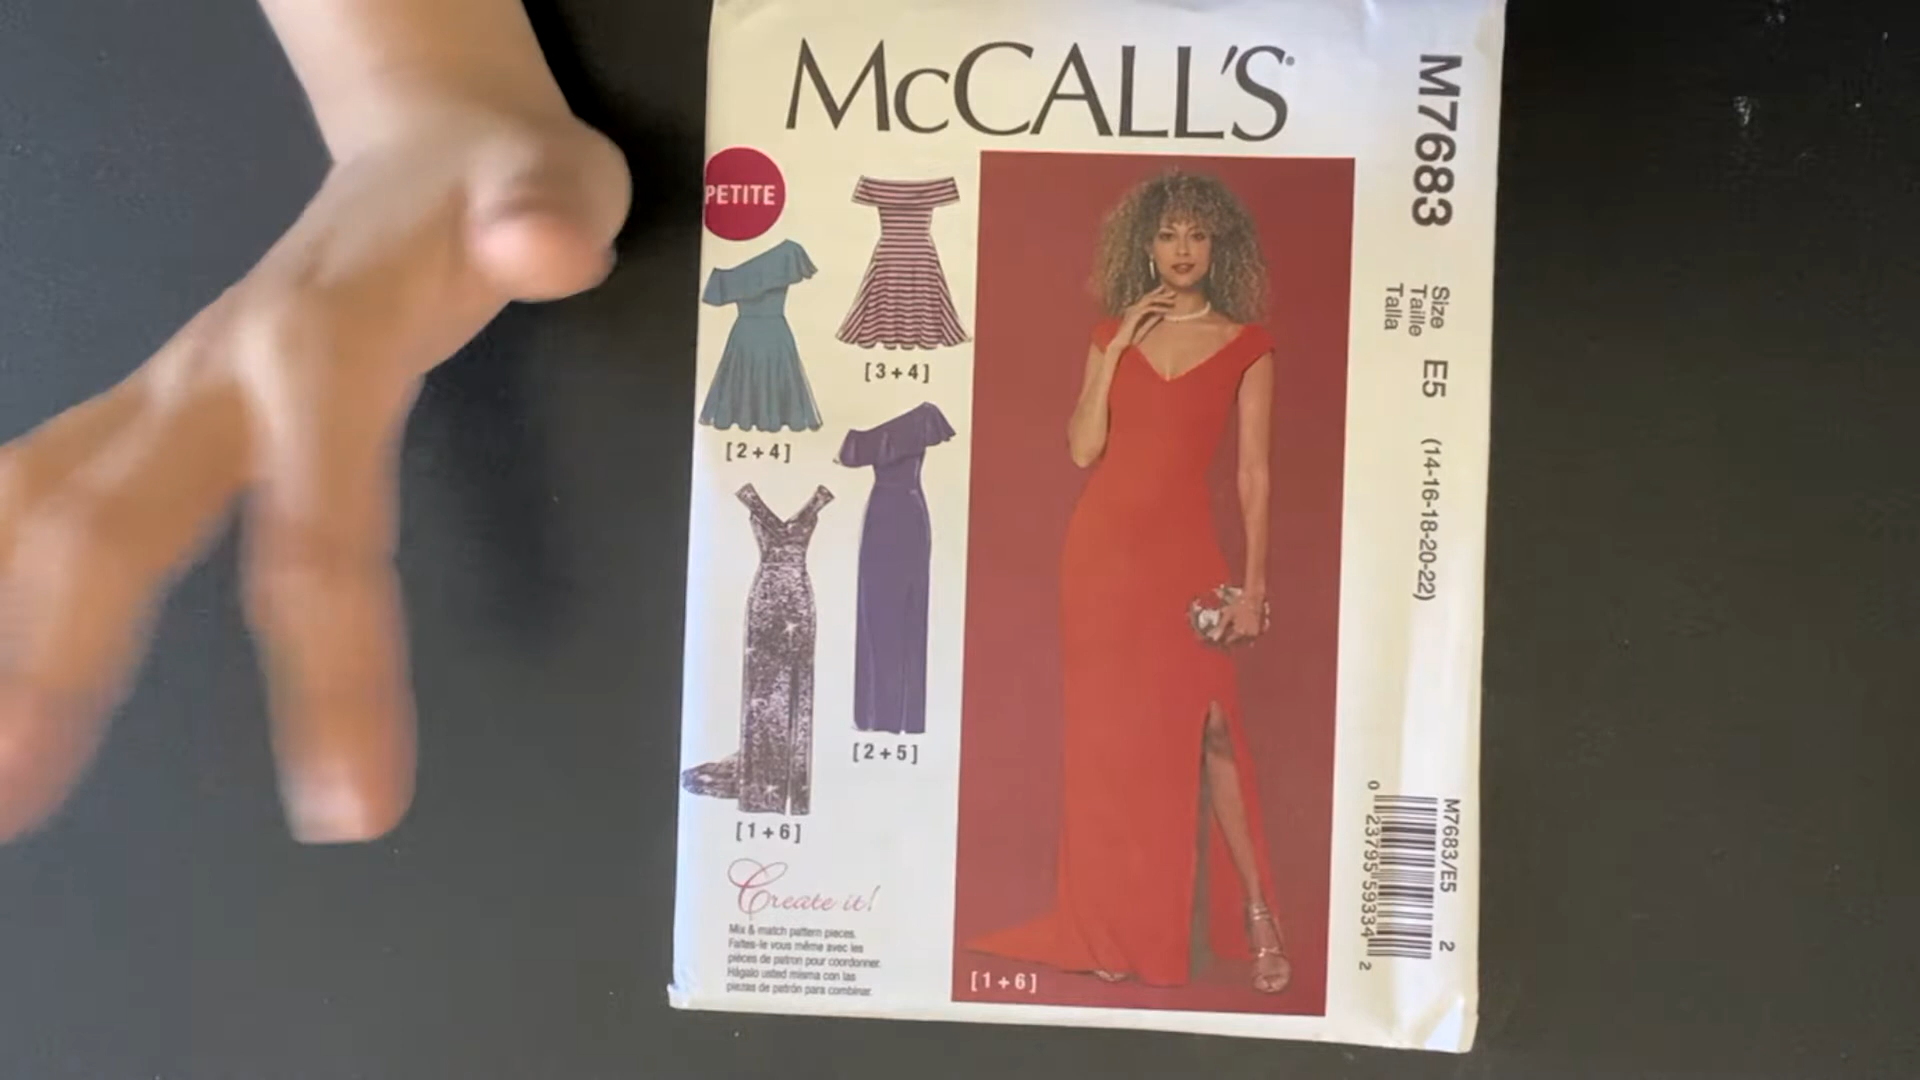 McCALL'S
PETITE
[3+4]
[2+4]
[2+5]
[1+6]
Create it!
Mix & match pattern pieces.
Faites-le vous même avec les
pièces de patron pour coordonner.
Hágalo usted misma con las
piezas de patrón para combinar.
[1+6]
M7683
Size E5 (14-16-18-20-22)
Taille
Talla
M7683/E5 2
0 23795 59334 2